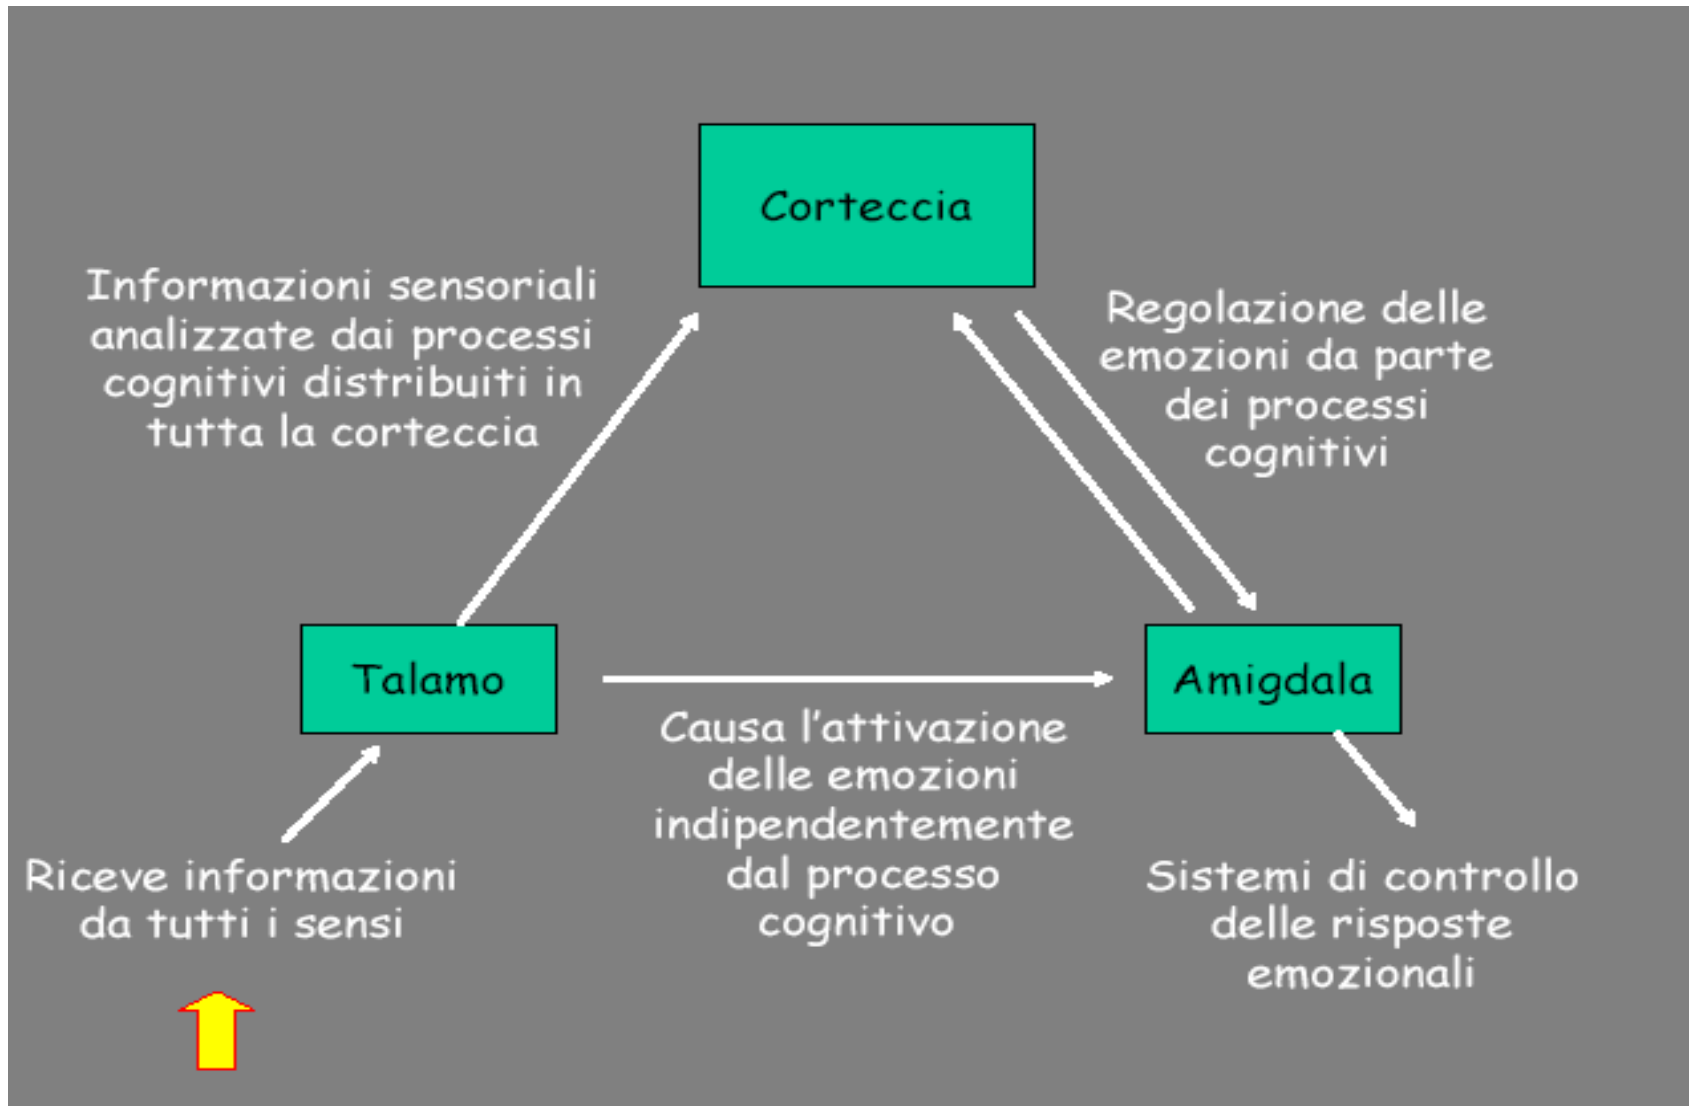 Corteccia
Informazioni sensoriali
analizzate dai processi
cognitivi distribuiti in
tutta la corteccia
Regolazione delle
emozioni da parte
dei processi
cognitivi
Talamo
Amigdala
Causa l'attivazione
delle emozioni
indipendentemente
dal processo
cognitivo
Riceve informazioni
da tutti i sensi
Sistemi di controllo
delle risposte
emozionali